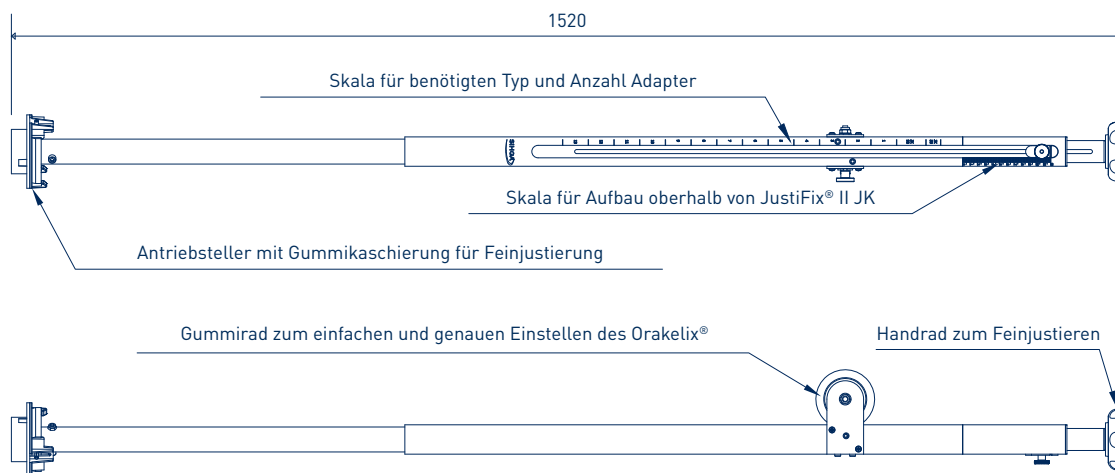 1520
Skala für benötigten Typ und Anzahl Adapter
SIHGA
Skala für Aufbau oberhalb von JustiFix® II JK
Antriebsteller mit Gummikaschierung für Feinjustierung
Gummirad zum einfachen und genauen Einstellen des Orakelix®
Handrad zum Feinjustieren